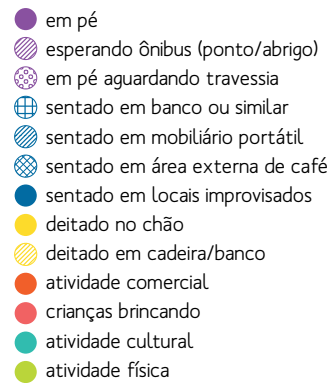 em pé
esperando ônibus (ponto/abrigo)
em pé aguardando travessia
sentado em banco ou similar
sentado em mobiliário portátil
sentado em área externa de café
sentado em locais improvisados
deitado no chão
deitado em cadeira/banco
atividade comercial
crianças brincando
atividade cultural
atividade física